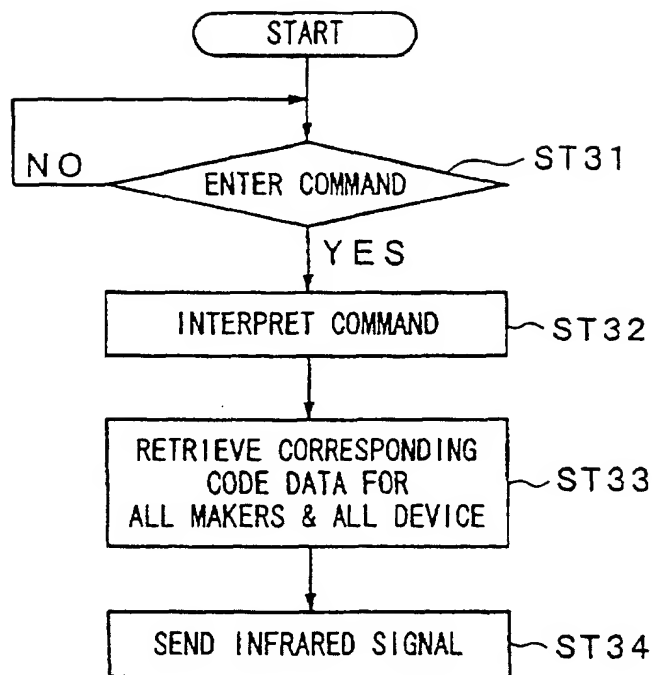 START
NO
ENTER COMMAND
ST31
YES
INTERPRET COMMAND
ST32
RETRIEVE CORRESPONDING
CODE DATA FOR
ALL MAKERS & ALL DEVICE
ST33
SEND INFRARED SIGNAL
ST34